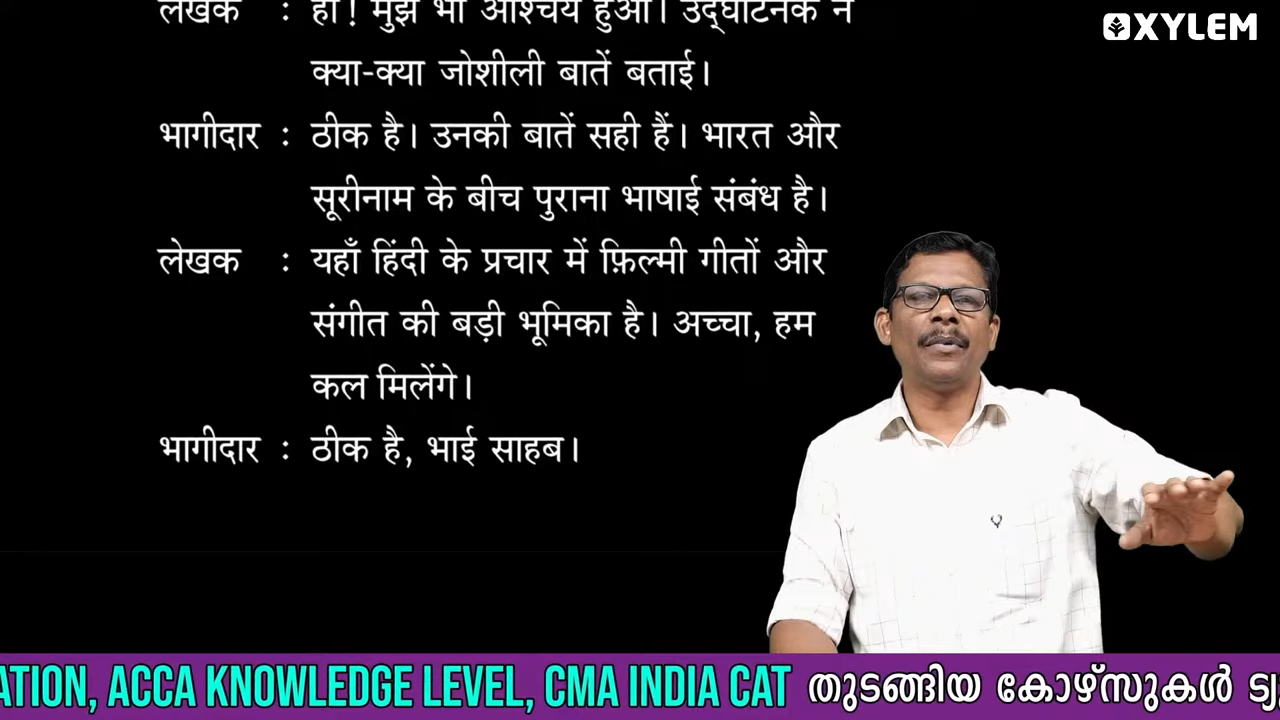 लेखक : हाँ! मुझे भी आश्चर्य हुआ। उद्घाटनक ने
XYLEM
क्या-क्या जोशीली बातें बताई।
भागीदार : ठीक है। उनकी बातें सही हैं। भारत और
सूरीनाम के बीच पुराना भाषाई संबंध है।
लेखक : यहाँ हिंदी के प्रचार में फ़िल्मी गीतों और
संगीत की बड़ी भूमिका है। अच्चा, हम
कल मिलेंगे।
भागीदार : ठीक है, भाई साहब।
ATION, ACCA KNOWLEDGE LEVEL, CMA INDIA CAT തുടങ്ങിയ കോഴ്സുകൾ